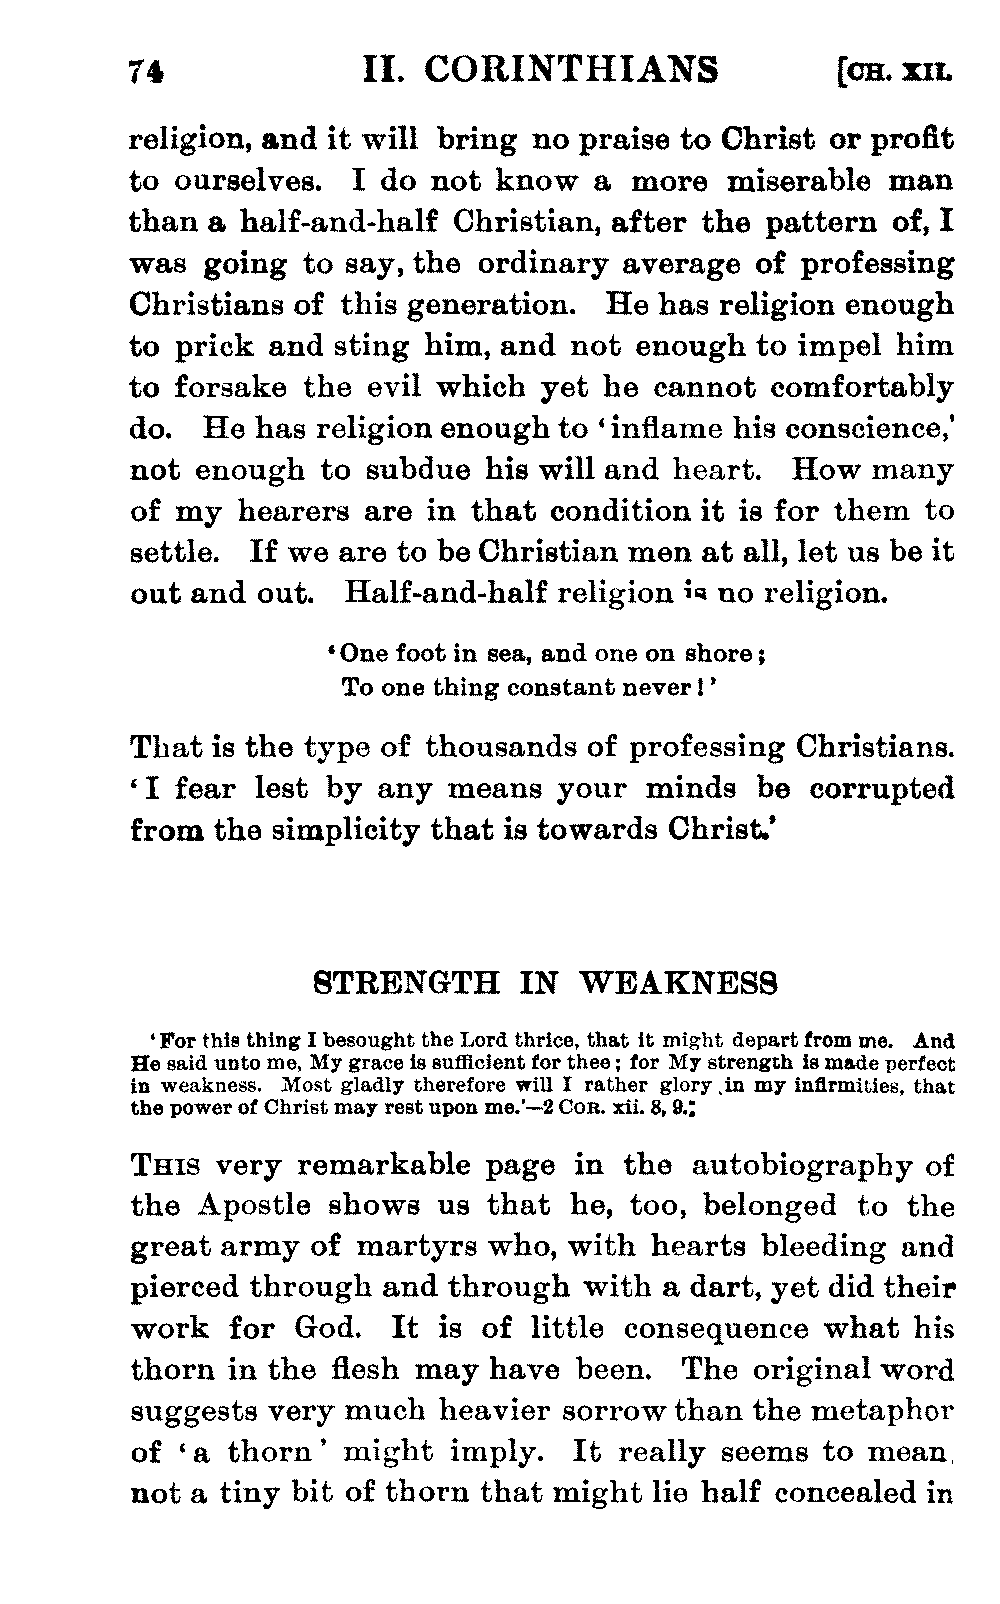 74 II. CORINTHIANS [CH. XII.
religion, and it will bring no praise to Christ or profit
to ourselves. I do not know a more miserable man
than a half-and-half Christian, after the pattern of, I
was going to say, the ordinary average of professing
Christians of this generation. He has religion enough
to prick and sting him, and not enough to impel him
to forsake the evil which yet he cannot comfortably
do. He has religion enough to ‘inflame his conscience,’
not enough to subdue his will and heart. How many
of my hearers are in that condition it is for them to
settle. If we are to be Christian men at all, let us be it
out and out. Half-and-half religion is no religion.
‘One foot in sea, and one on shore;
To one thing constant never!’
That is the type of thousands of professing Christians.
‘I fear lest by any means your minds be corrupted
from the simplicity that is towards Christ.’
STRENGTH IN WEAKNESS
‘For this thing I besought the Lord thrice, that it might depart from me. And
He said unto me, My grace is sufficient for thee; for My strength is made perfect
in weakness. Most gladly therefore will I rather glory in my infirmities, that
the power of Christ may rest upon me.’—2 COR. xii. 8, 9.
THIS very remarkable page in the autobiography of
the Apostle shows us that he, too, belonged to the
great army of martyrs who, with hearts bleeding and
pierced through and through with a dart, yet did their
work for God. It is of little consequence what his
thorn in the flesh may have been. The original word
suggests very much heavier sorrow than the metaphor
of ‘a thorn’ might imply. It really seems to mean,
not a tiny bit of thorn that might lie half concealed in